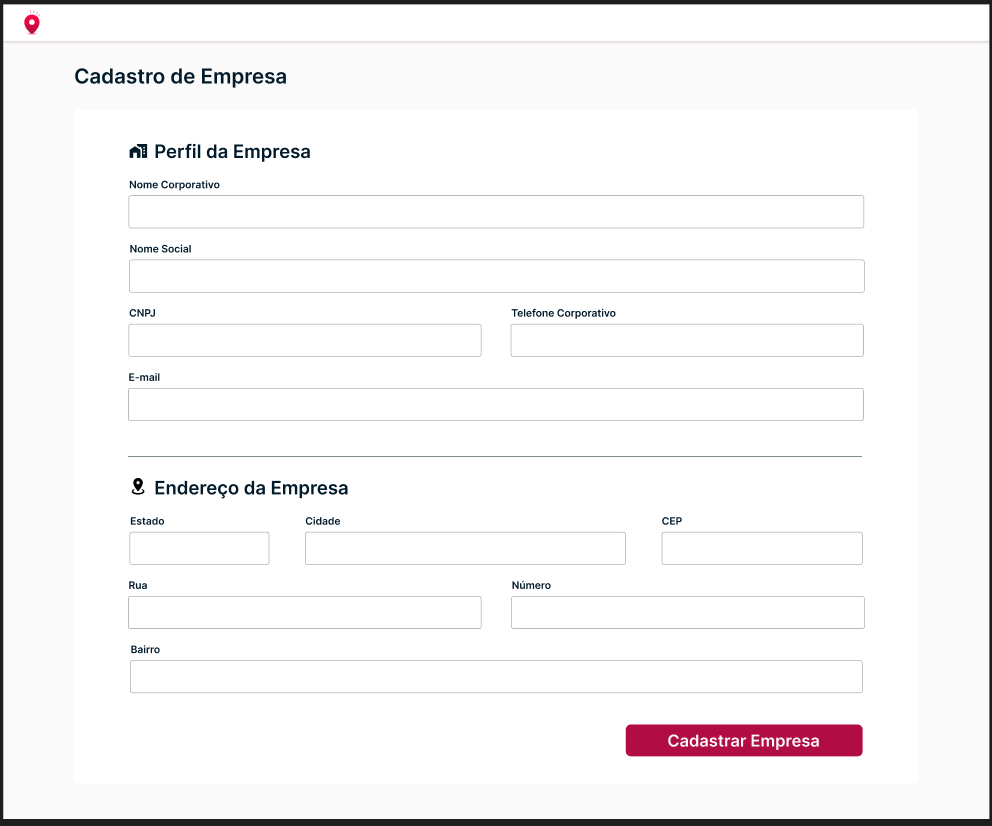 Cadastro de Empresa
Perfil da Empresa
Nome Corporativo
Nome Social
CNPJ Telefone Corporativo
E-mail
Endereço da Empresa
Estado Cidade CEP
Rua Número
Bairro
Cadastrar Empresa